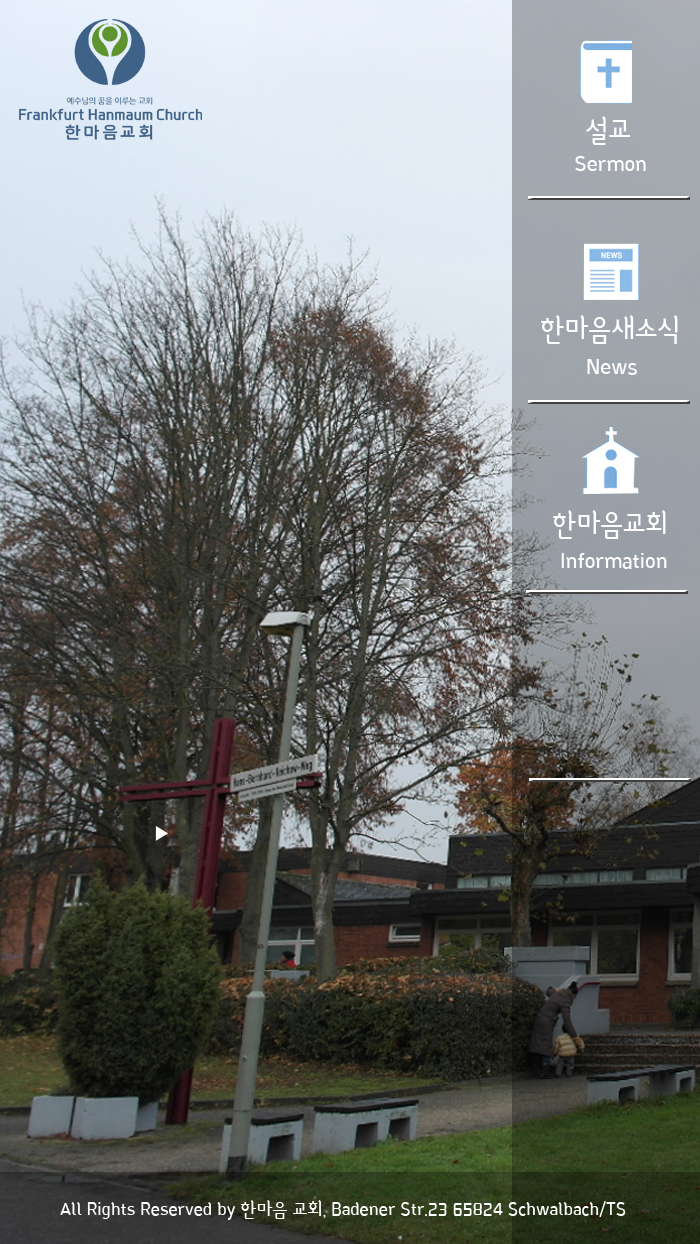 예수님의 꿈을 이루는 교회
Frankfurt Hanmaum Church
한마음교회
설교
Sermon
NEWS
한마음새소식
News
한마음교회
Information
Hans-Bernhard-Reichow-Weg
All Rights Reserved by 한마음 교회, Badener Str.23 65824 Schwalbach/TS